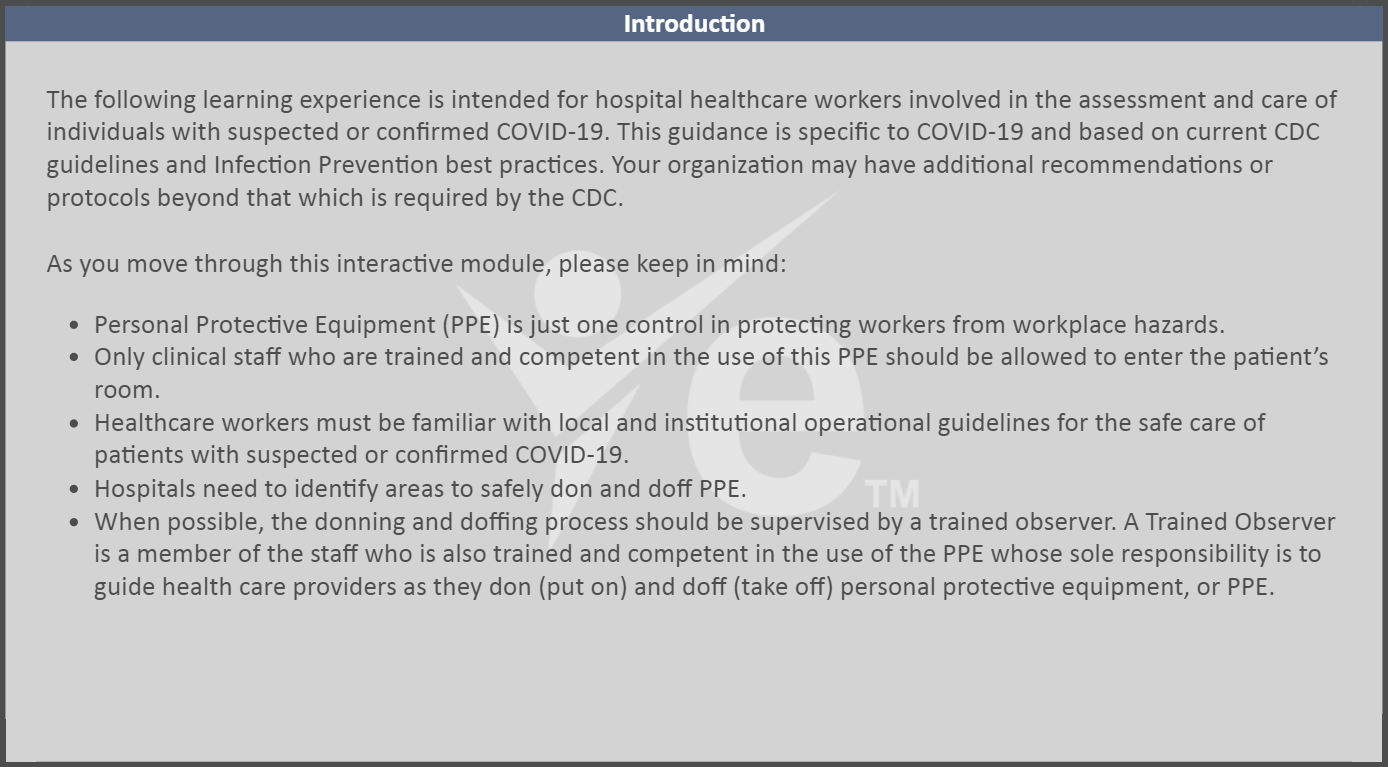 Introduction
The following learning experience is intended for hospital healthcare workers involved in the assessment and care of
individuals with suspected or confirmed COVID-19. This guidance is specific to COVID-19 and based on current CDC
guidelines and Infection Prevention best practices. Your organization may have additional recommendations or
protocols beyond that which is required by the CDC.
As you move through this interactive module, please keep in mind:
• Personal Protective Equipment (PPE) is just one control in protecting workers from workplace hazards.
• Only clinical staff who are trained and competent in the use of this PPE should be allowed to enter the patient’s
room.
• Healthcare workers must be familiar with local and institutional operational guidelines for the safe care of
patients with suspected or confirmed COVID-19.
• Hospitals need to identify areas to safely don and doff PPE.
• When possible, the donning and doffing process should be supervised by a trained observer. A Trained Observer
is a member of the staff who is also trained and competent in the use of the PPE whose sole responsibility is to
guide health care providers as they don (put on) and doff (take off) personal protective equipment, or PPE.
e™